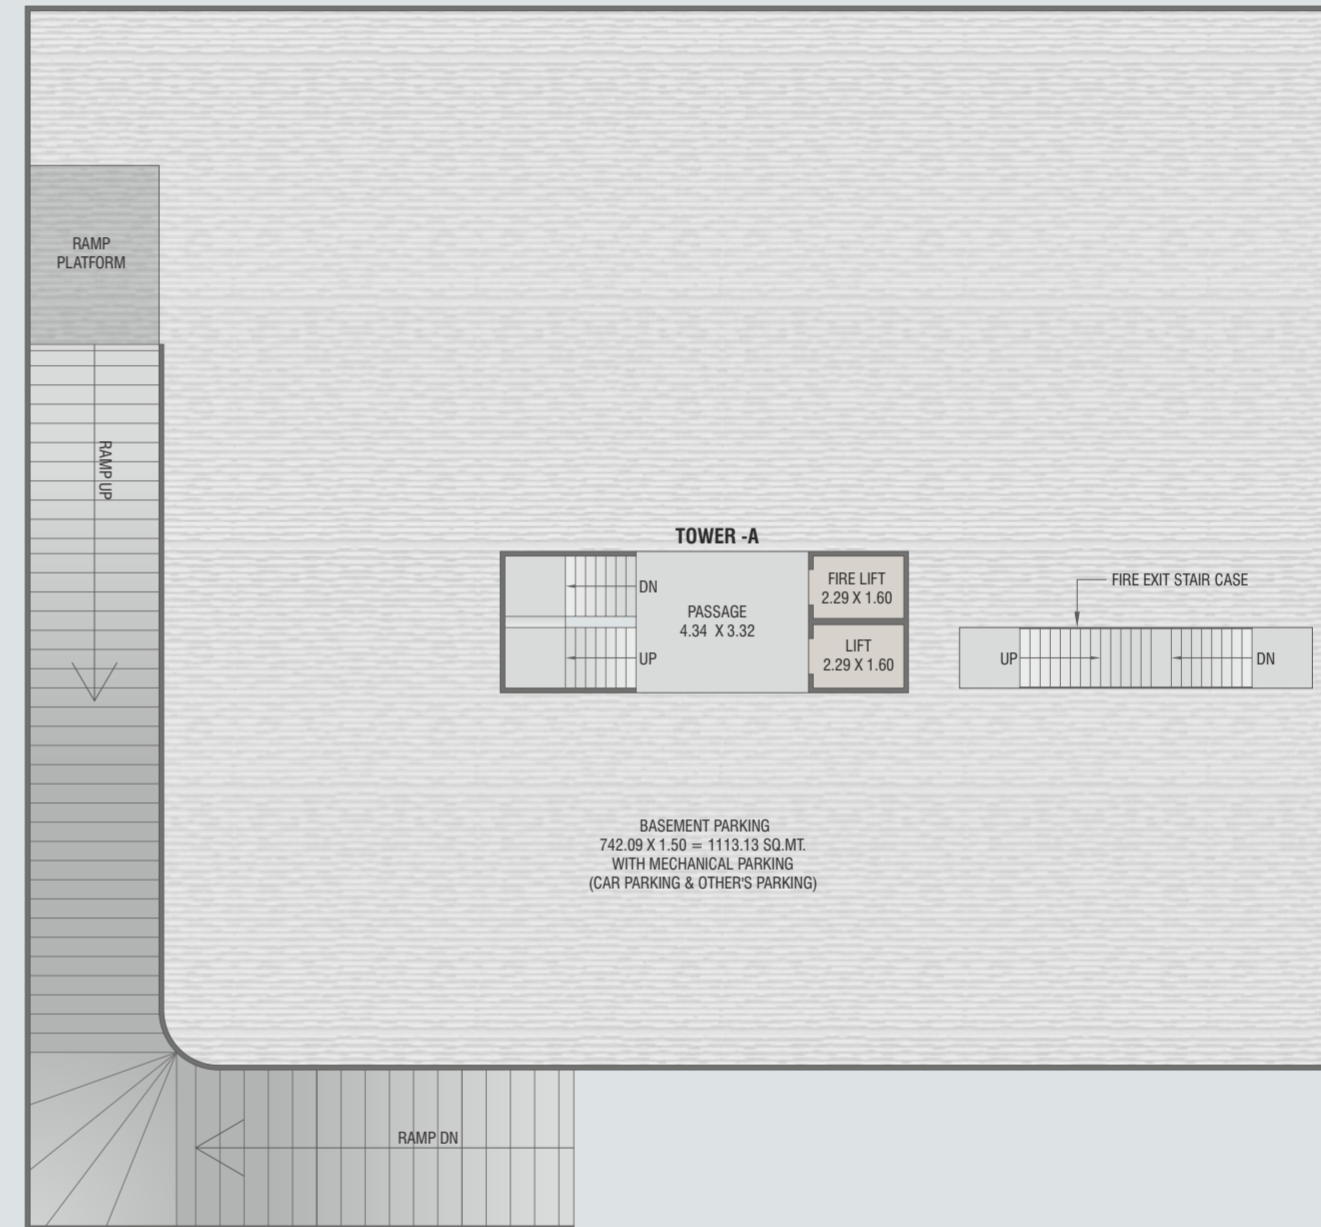 RAMP
PLATFORM
RAMP UP
TOWER -A
DN
UP
PASSAGE
4.34 X 3.32
FIRE LIFT
2.29 X 1.60
LIFT
2.29 X 1.60
FIRE EXIT STAIR CASE
UP
DN
BASEMENT PARKING
742.09 X 1.50 = 1113.13 SQ.MT.
WITH MECHANICAL PARKING
(CAR PARKING & OTHER'S PARKING)
RAMP DN